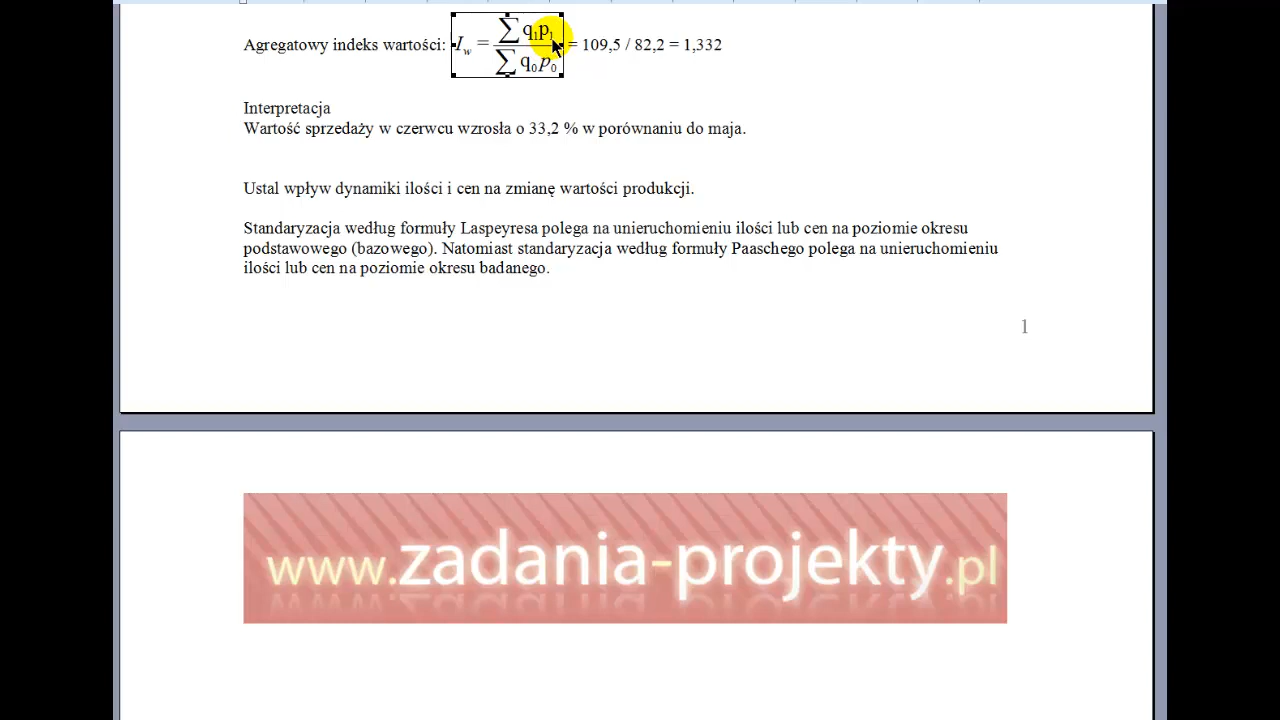 Agregatowy indeks wartości: I_w = ∑q₁p₁ / ∑q₀p₀ = 109,5 / 82,2 = 1,332
Interpretacja
Wartość sprzedaży w czerwcu wzrosła o 33,2 % w porównaniu do maja.
Ustal wpływ dynamiki ilości i cen na zmianę wartości produkcji.
Standaryzacja według formuły Laspeyresa polega na unieruchomieniu ilości lub cen na poziomie okresu
podstawowego (bazowego). Natomiast standaryzacja według formuły Paaschego polega na unieruchomieniu
ilości lub cen na poziomie okresu badanego.
1
www.zadania-projekty.pl